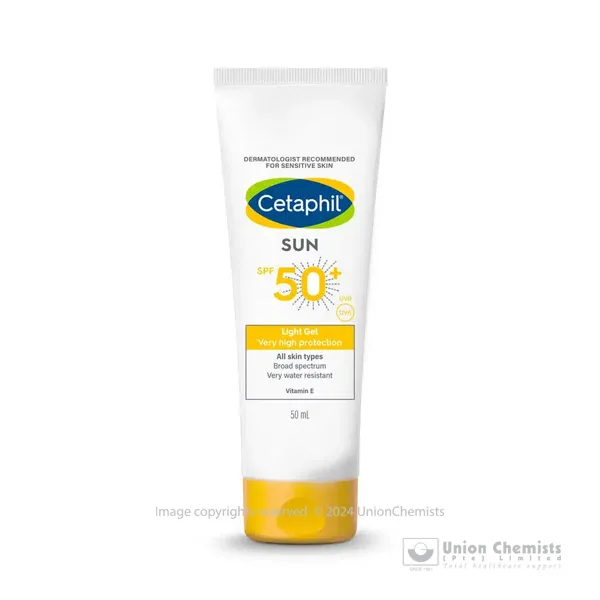 DERMATOLOGIST RECOMMENDED
FOR SENSITIVE SKIN
Cetaphil®
SUN
SPF 50+
UVB
UVA
Light Gel
Very high protection
All skin types
Broad spectrum
Very water resistant
Vitamin E
50 mL
Image copyrights reserved © 2024 UnionChemists
Union Chemists
(Pte) Limited
Total healthcare support